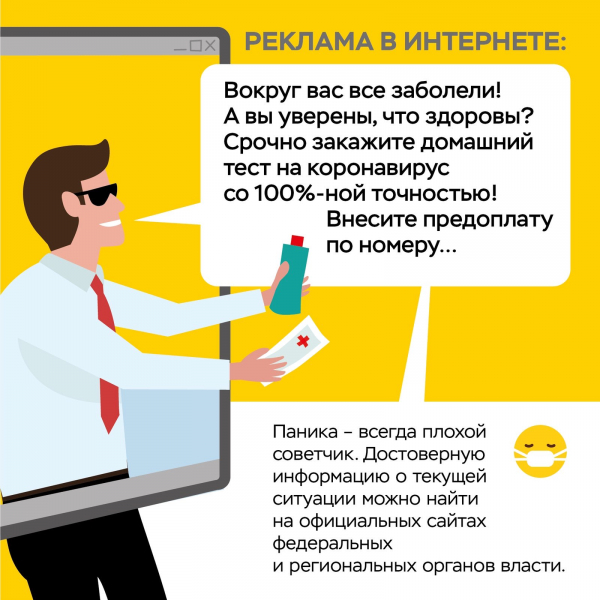 РЕКЛАМА В ИНТЕРНЕТЕ:
Вокруг вас все заболели!
А вы уверены, что здоровы?
Срочно закажите домашний
тест на коронавирус
со 100%-ной точностью!
Внесите предоплату
по номеру...
Паника – всегда плохой
советчик. Достоверную
информацию о текущей
ситуации можно найти
на официальных сайтах
федеральных
и региональных органов власти.